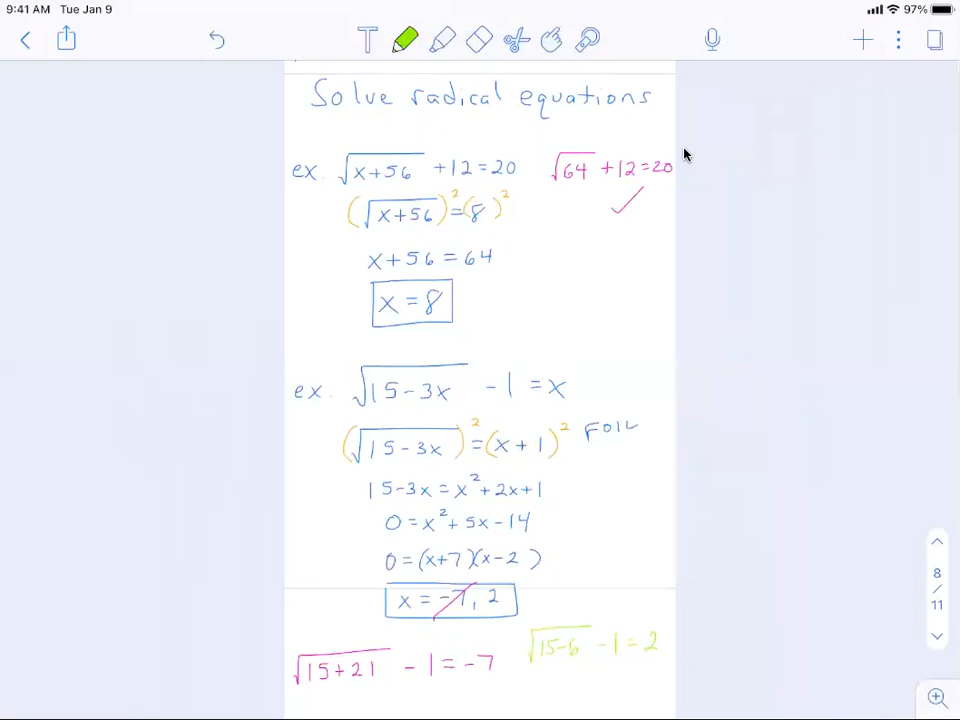 9:41 AM Tue Jan 9
97%
T
Solve radical equations
ex. √(x+56) +12=20
√64 +12=20
(√(x+56))²=(8)²
x+56=64
x=8
ex. √(15-3x) -1=x
(√(15-3x))²=(x+1)² FOIL
15-3x=x²+2x+1
0=x²+5x-14
0=(x+7)(x-2)
x=-7, 2
√(15-6) -1=2
√(15+21) -1=-7
8
/
11